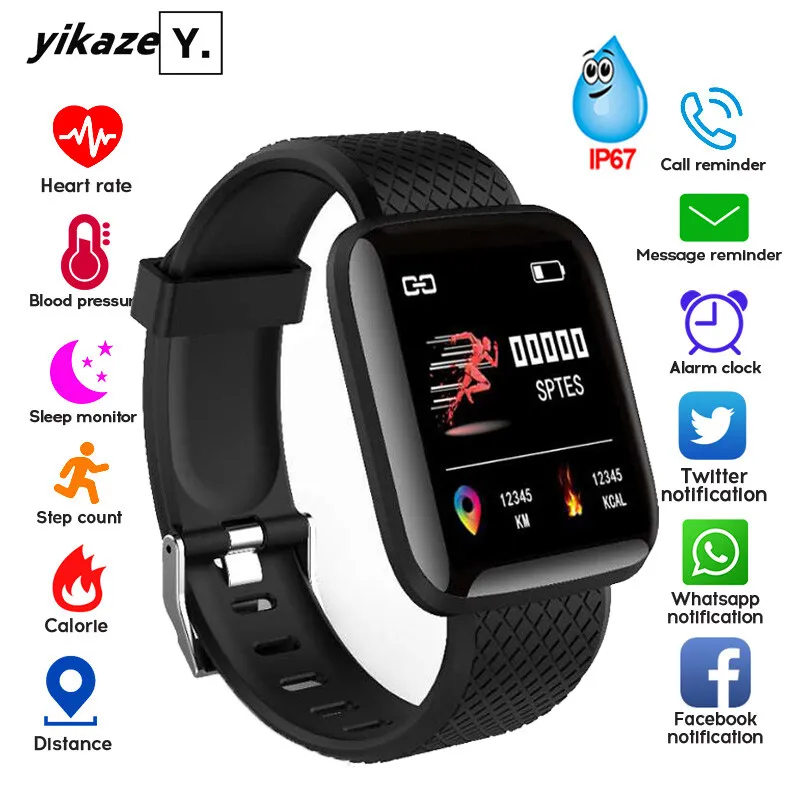 yikaze Y.
Heart rate
Blood pressur
Sleep monitor
Step count
Calorie
Distance
IP67
Call reminder
Message reminder
Alarm clock
Twitter
notification
Whatsapp
notification
Facebook
notification
00000
SPTES
12345
KM
12345
KCAL